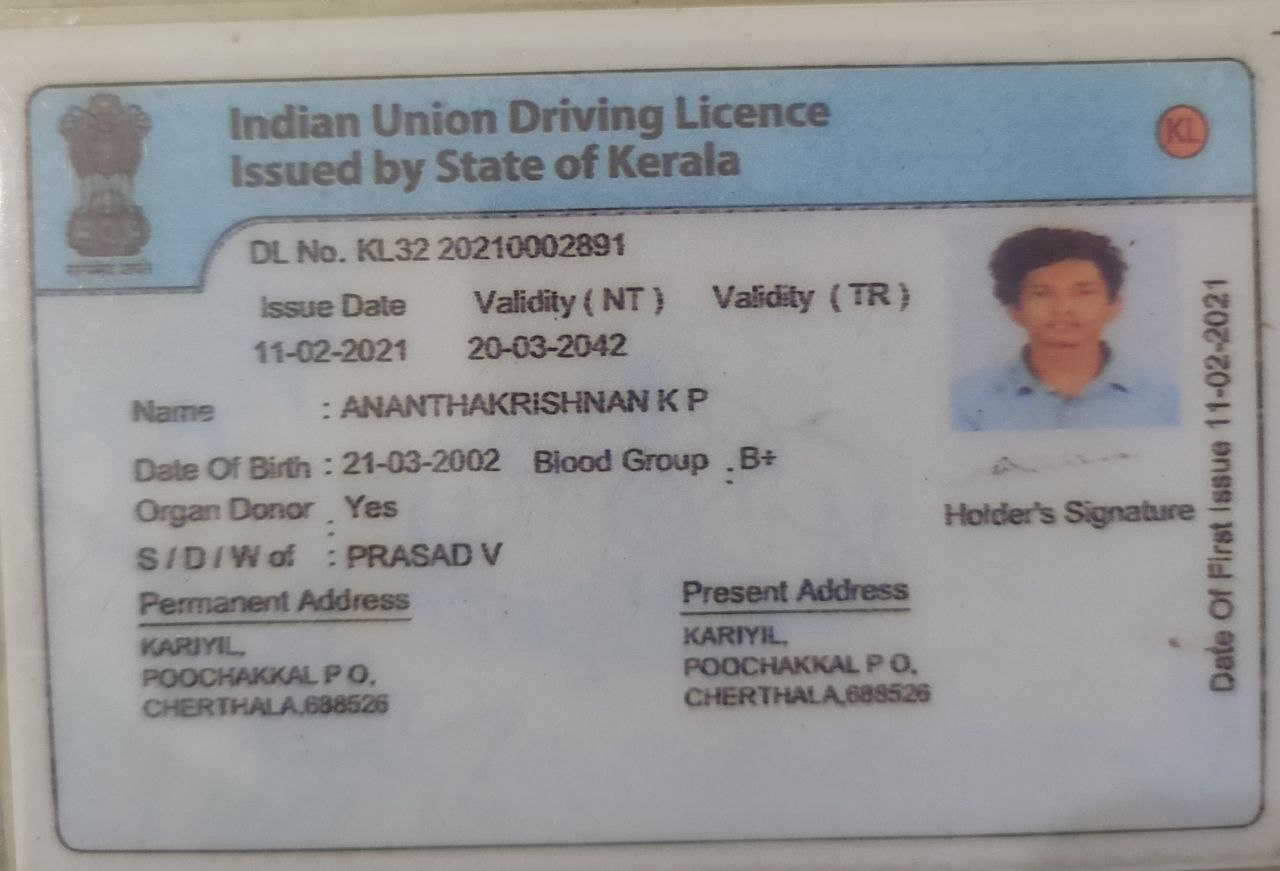 Indian Union Driving Licence
Issued by State of Kerala
KL
DL No. KL32 20210002891
Issue Date Validity ( NT ) Validity ( TR )
11-02-2021 20-03-2042
Name : ANANTHAKRISHNAN K P
Date Of Birth : 21-03-2002 Blood Group : B+
Organ Donor : Yes
Holder's Signature
S / D / W of : PRASAD V
Permanent Address
KARIYIL,
POOCHAKKAL P O,
CHERTHALA,688526
Present Address
KARIYIL,
POOCHAKKAL P O,
CHERTHALA,688526
Date Of First Issue 11-02-2021